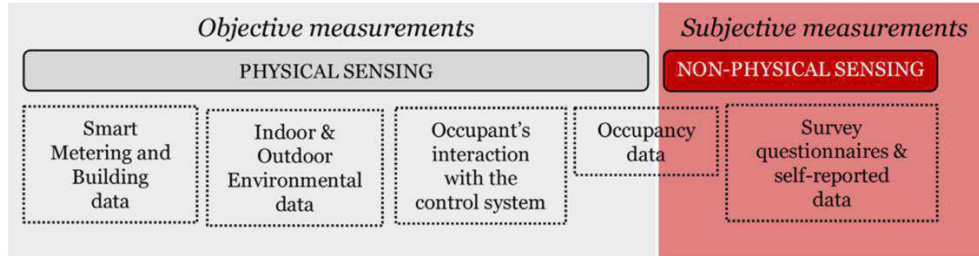 Objective measurements
Subjective measurements
PHYSICAL SENSING
NON-PHYSICAL SENSING
Smart
Metering and
Building
data
Indoor &
Outdoor
Environmental
data
Occupant's
interaction
with the
control system
Occupancy
data
Survey
questionnaires &
self-reported
data